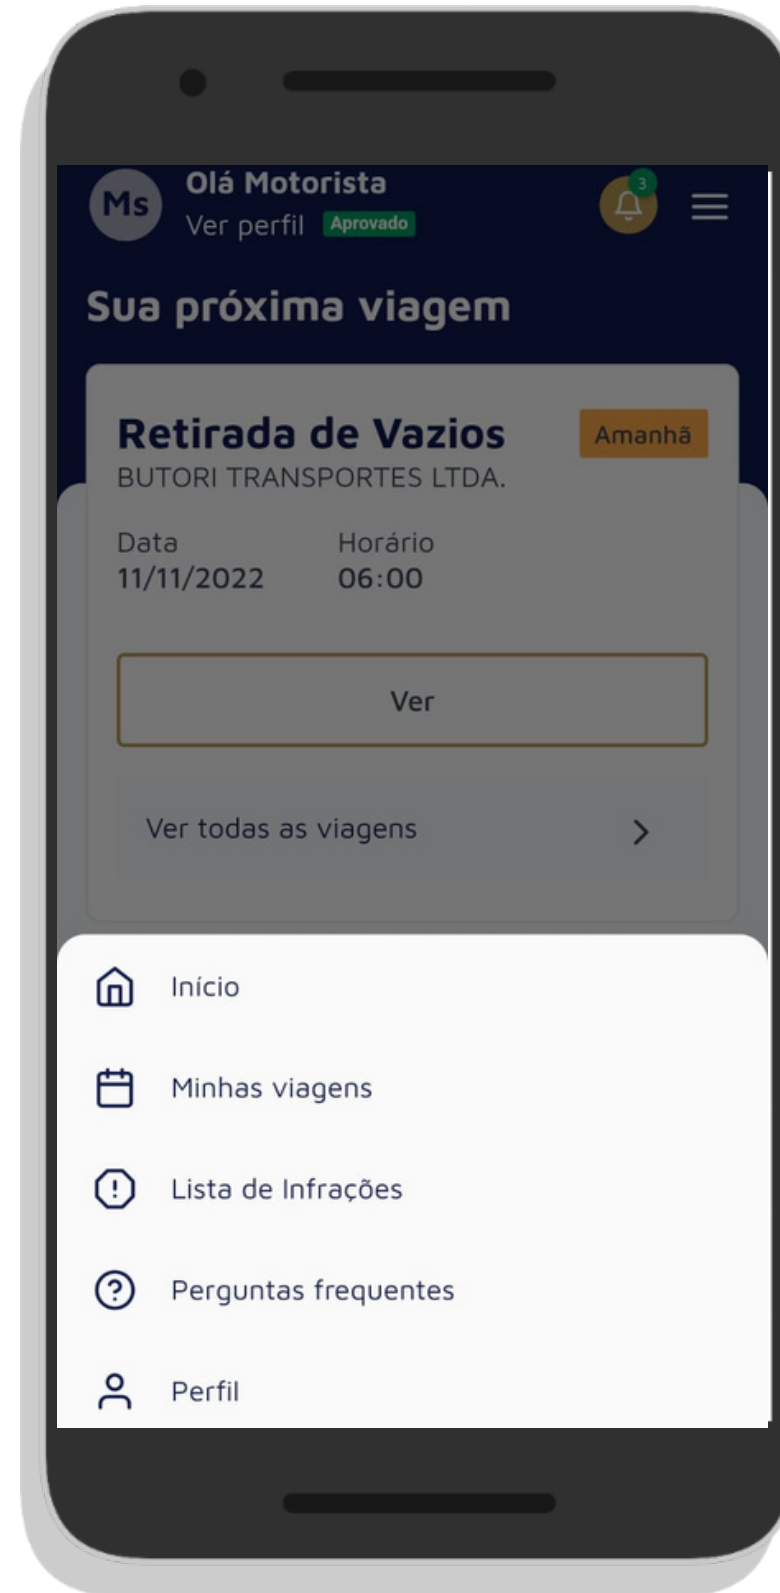 Ms
Olá Motorista
Ver perfil Aprovado
3
Sua próxima viagem
Retirada de Vazios
Amanhã
BUTORI TRANSPORTES LTDA.
Data Horário
11/11/2022 06:00
Ver
Ver todas as viagens
Início
Minhas viagens
Lista de Infrações
Perguntas frequentes
Perfil